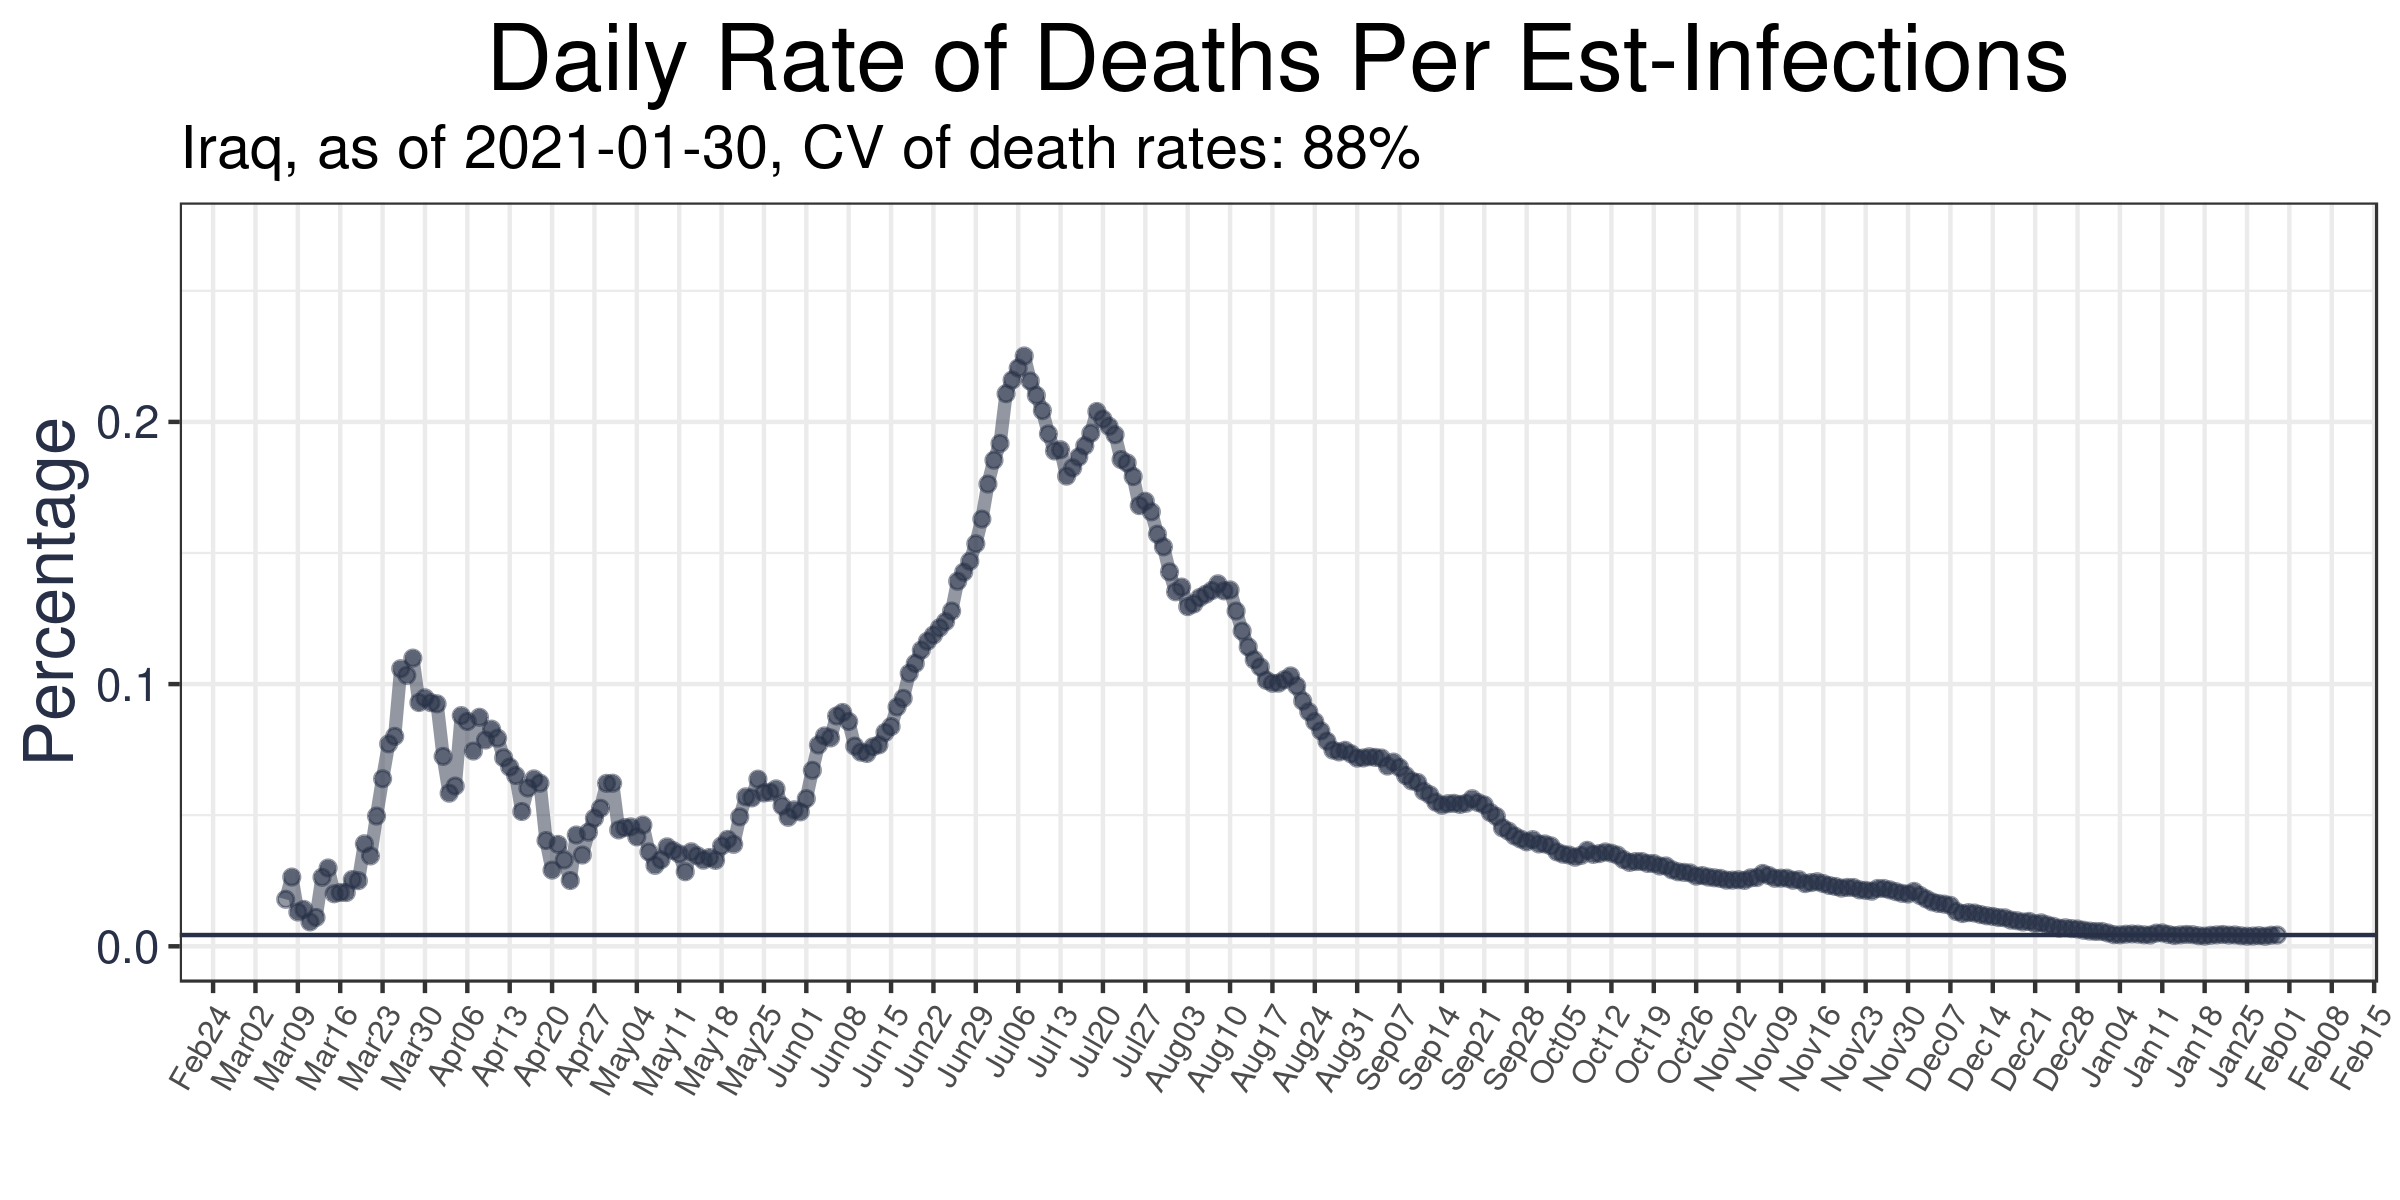 Daily Rate of Deaths Per Est-Infections
Iraq, as of 2021-01-30, CV of death rates: 88%
Percentage
0.2
0.1
0.0
Feb24
Mar02
Mar09
Mar16
Mar23
Mar30
Apr06
Apr13
Apr20
Apr27
May04
May11
May18
May25
Jun01
Jun08
Jun15
Jun22
Jun29
Jul06
Jul13
Jul20
Jul27
Aug03
Aug10
Aug17
Aug24
Aug31
Sep07
Sep14
Sep21
Sep28
Oct05
Oct12
Oct19
Oct26
Nov02
Nov09
Nov16
Nov23
Nov30
Dec07
Dec14
Dec21
Dec28
Jan04
Jan11
Jan18
Jan25
Feb01
Feb08
Feb15